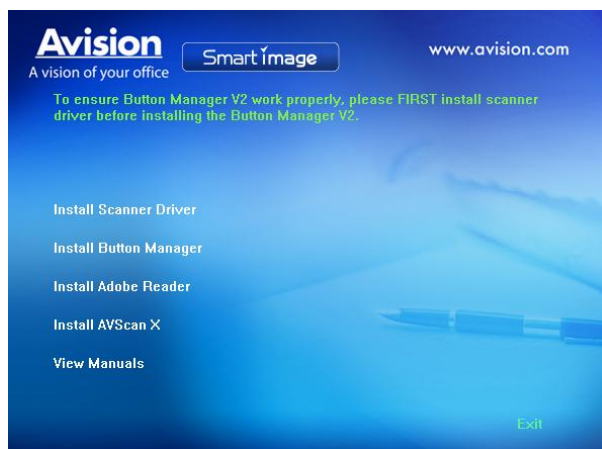 Avision
A vision of your office
Smart image
www.avision.com
To ensure Button Manager V2 work properly, please FIRST install scanner
driver before installing the Button Manager V2.
Install Scanner Driver
Install Button Manager
Install Adobe Reader
Install AVScan X
View Manuals
Exit